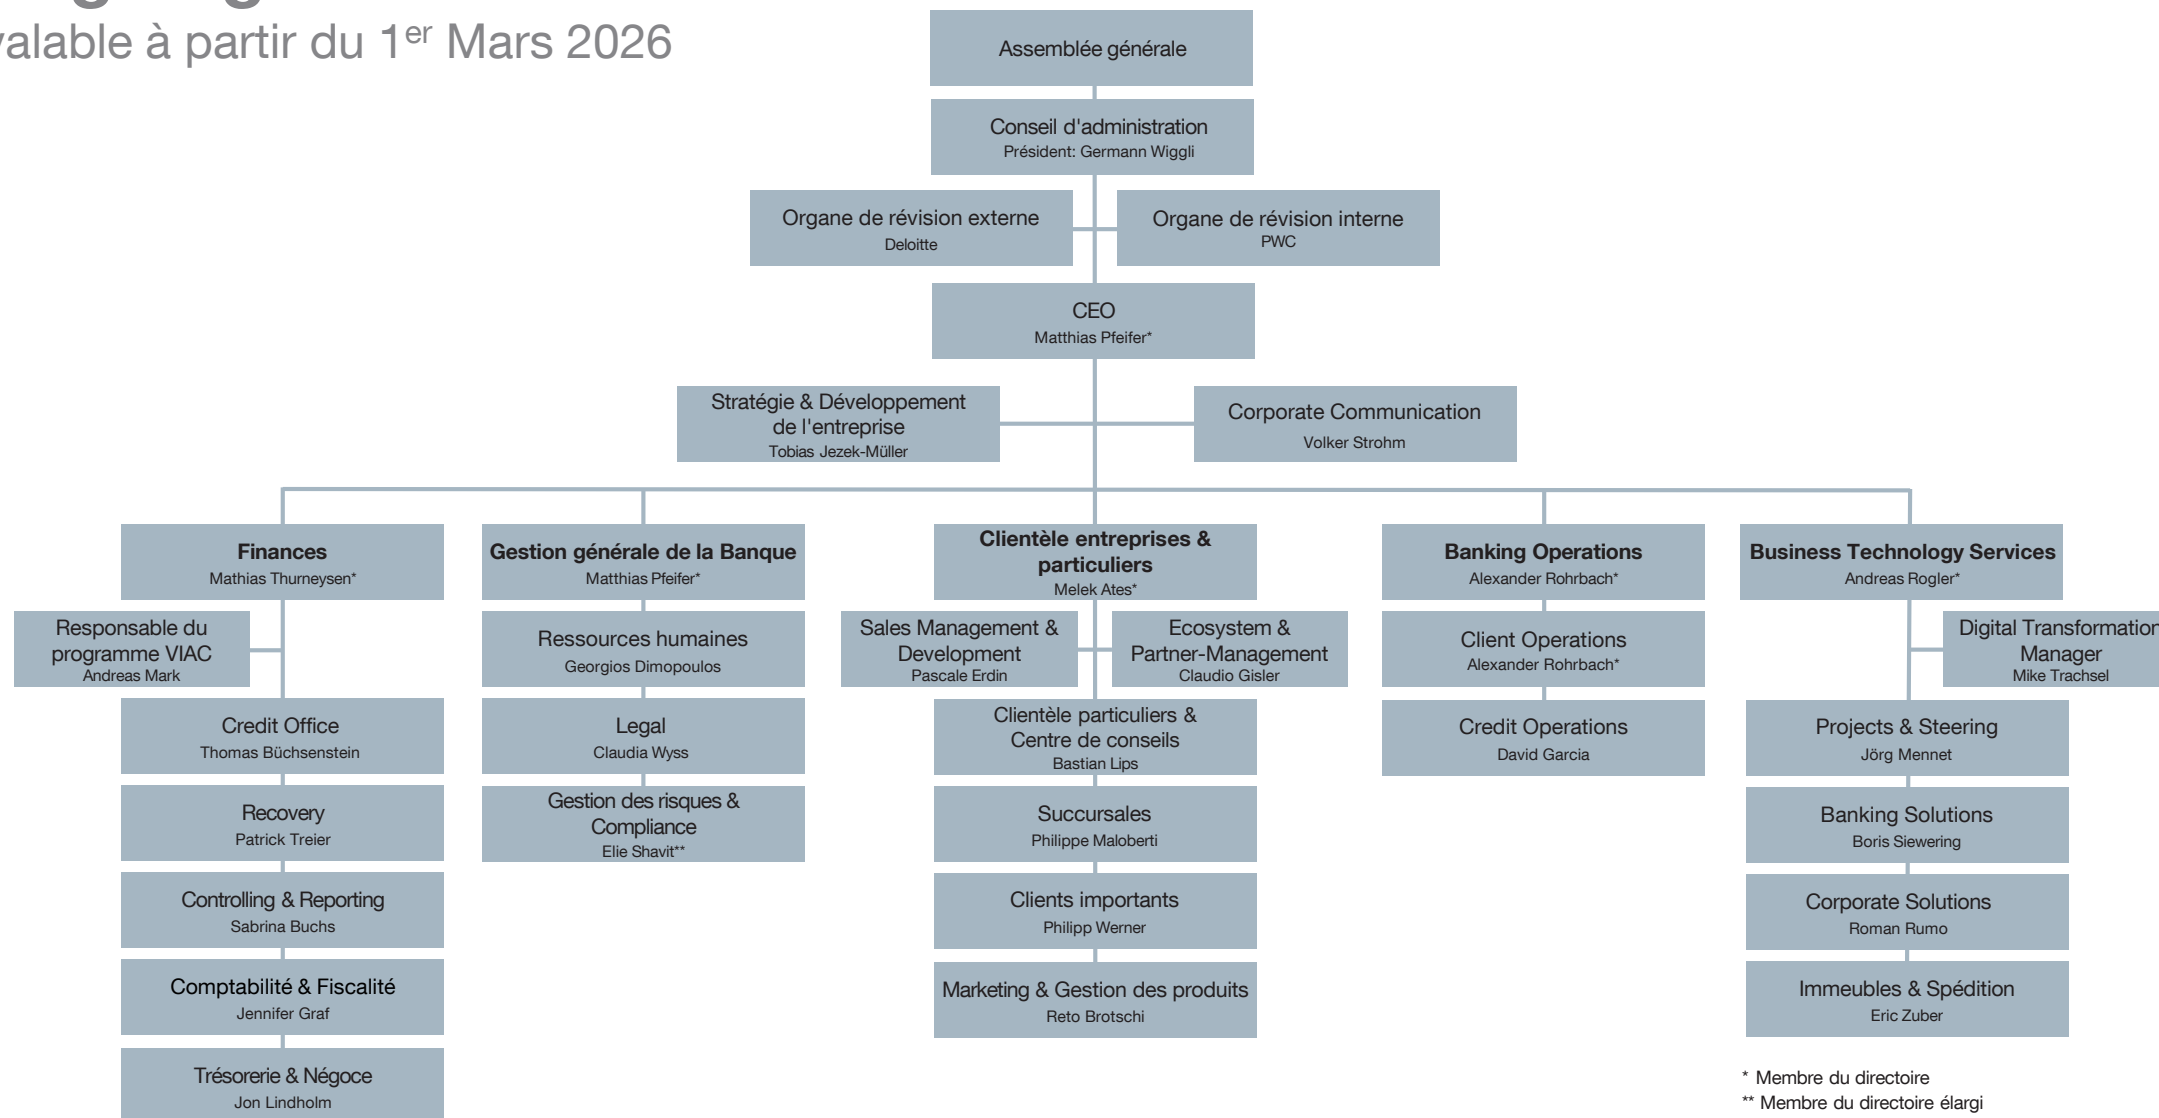 valable à partir du 1er Mars 2026
Assemblée générale
Conseil d'administration
Président: Germann Wiggli
Organe de révision externe
Deloitte
Organe de révision interne
PWC
CEO
Matthias Pfeifer*
Stratégie & Développement
de l'entreprise
Tobias Jezek-Müller
Corporate Communication
Volker Strohm
Finances
Mathias Thurneysen*
Responsable du
programme VIAC
Andreas Mark
Credit Office
Thomas Büchsenstein
Recovery
Patrick Treier
Controlling & Reporting
Sabrina Buchs
Comptabilité & Fiscalité
Jennifer Graf
Trésorerie & Négoce
Jon Lindholm
Gestion générale de la Banque
Matthias Pfeifer*
Ressources humaines
Georgios Dimopoulos
Legal
Claudia Wyss
Gestion des risques &
Compliance
Elie Shavit**
Clientèle entreprises &
particuliers
Melek Ates*
Sales Management &
Development
Pascale Erdin
Ecosystem &
Partner-Management
Claudio Gisler
Clientèle particuliers &
Centre de conseils
Bastian Lips
Succursales
Philippe Maloberti
Clients importants
Philipp Werner
Marketing & Gestion des produits
Reto Brotschi
Banking Operations
Alexander Rohrbach*
Client Operations
Alexander Rohrbach*
Credit Operations
David Garcia
Business Technology Services
Andreas Rogler*
Digital Transformation
Manager
Mike Trachsel
Projects & Steering
Jörg Mennet
Banking Solutions
Boris Siewering
Corporate Solutions
Roman Rumo
Immeubles & Spédition
Eric Zuber
* Membre du directoire
** Membre du directoire élargi